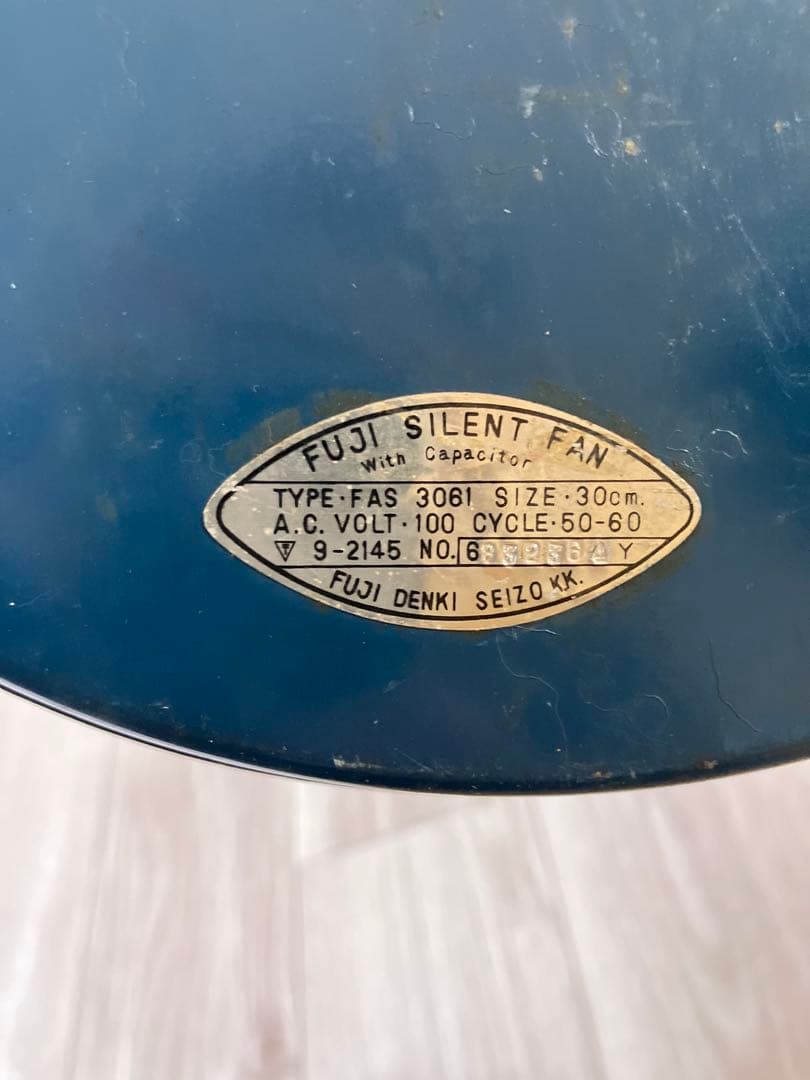 FUJI SILENT FAN
With Capacitor
TYPE·FAS 3061 SIZE·30cm.
A.C. VOLT·100 CYCLE·50-60
9-2145 NO. Y
FUJI DENKI SEIZO K.K.